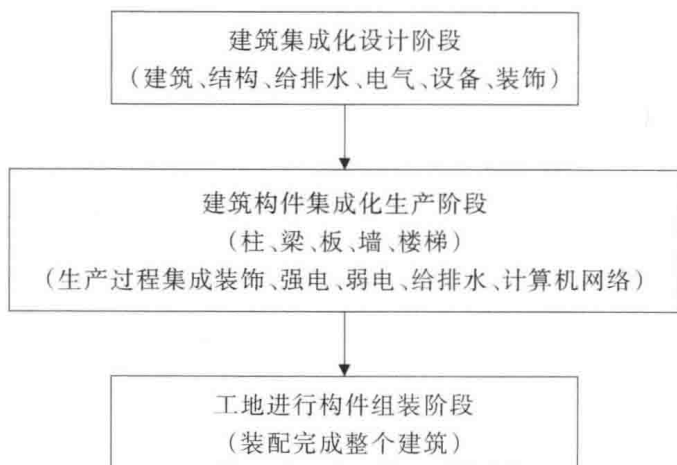 建筑集成化设计阶段
(建筑、结构、给排水、电气、设备、装饰)
建筑构件集成化生产阶段
(柱、梁、板、墙、楼梯)
(生产过程集成装饰、强电、弱电、给排水、计算机网络)
工地进行构件组装阶段
(装配完成整个建筑)